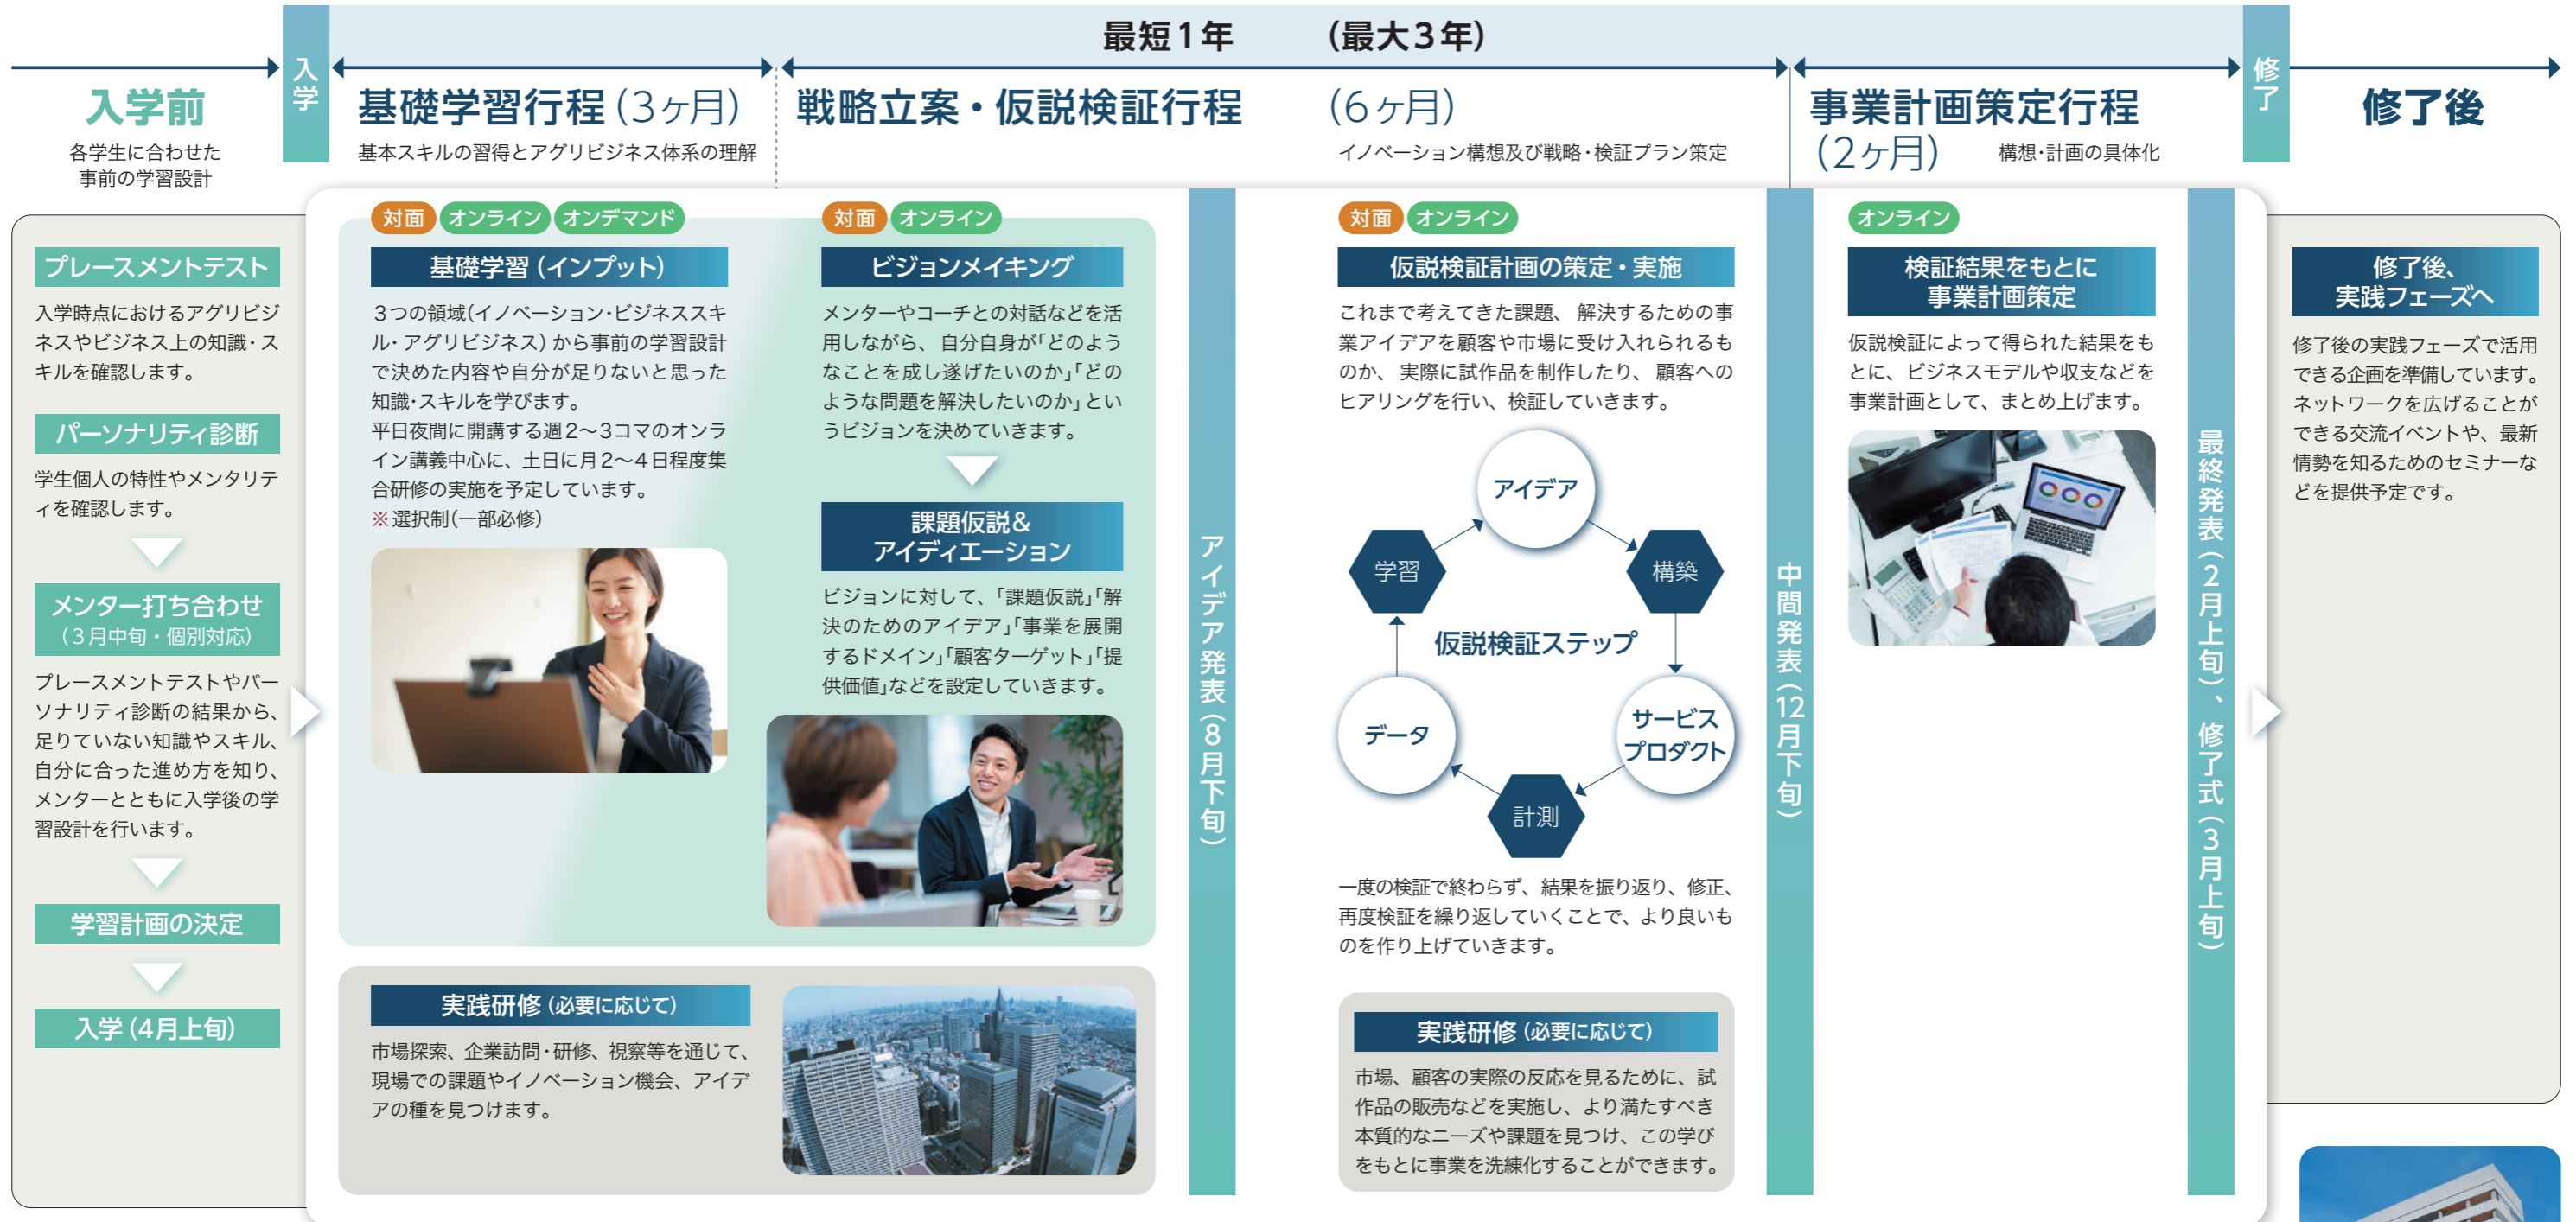 最短1年 (最大3年)
入学前
各学生に合わせた
事前の学習設計
入学
基礎学習行程(3ヶ月)
基本スキルの習得とアグリビジネス体系の理解
戦略立案・仮説検証行程 (6ヶ月)
イノベーション構想及び戦略・検証プラン策定
事業計画策定行程
(2ヶ月) 構想・計画の具体化
修了
修了後
プレースメントテスト
入学時点におけるアグリビジ
ネスやビジネス上の知識・ス
キルを確認します。
パーソナリティ診断
学生個人の特性やメンタリテ
ィを確認します。
メンター打ち合わせ
(3月中旬・個別対応)
プレースメントテストやパー
ソナリティ診断の結果から、
足りていない知識やスキル、
自分に合った進め方を知り、
メンターとともに入学後の学
習設計を行います。
学習計画の決定
入学(4月上旬)
対面 オンライン オンデマンド
基礎学習(インプット)
3つの領域(イノベーション・ビジネススキ
ル・アグリビジネス)から事前の学習設計
で決めた内容や自分が足りないと思った
知識・スキルを学びます。
平日夜間に開講する週2〜3コマのオンラ
イン講義中心に、土日に月2〜4日程度集
合研修の実施を予定しています。
※選択制(一部必修)
対面 オンライン
ビジョンメイキング
メンターやコーチとの対話などを活
用しながら、自分自身が「どのよう
なことを成し遂げたいのか」「どの
ような問題を解決したいのか」とい
うビジョンを決めていきます。
課題仮説&
アイディエーション
ビジョンに対して、「課題仮説」「解
決のためのアイデア」「事業を展開
するドメイン」「顧客ターゲット」「提
供価値」などを設定していきます。
実践研修(必要に応じて)
市場探索、企業訪問・研修、視察等を通じて、
現場での課題やイノベーション機会、アイデ
アの種を見つけます。
アイデア発表(8月下旬)
対面 オンライン
仮説検証計画の策定・実施
これまで考えてきた課題、解決するための事
業アイデアを顧客や市場に受け入れられるも
のか、実際に試作品を制作したり、顧客への
ヒアリングを行い、検証していきます。
アイデア
学習
構築
仮説検証ステップ
データ
サービス
プロダクト
計測
一度の検証で終わらず、結果を振り返り、修正、
再度検証を繰り返していくことで、より良いも
のを作り上げていきます。
実践研修(必要に応じて)
市場、顧客の実際の反応を見るために、試
作品の販売などを実施し、より満たすべき
本質的なニーズや課題を見つけ、この学び
をもとに事業を洗練化することができます。
中間発表(12月下旬)
オンライン
検証結果をもとに
事業計画策定
仮説検証によって得られた結果をも
とに、ビジネスモデルや収支などを
事業計画として、まとめ上げます。
最終発表(2月上旬)、修了式(3月上旬)
修了後、
実践フェーズへ
修了後の実践フェーズで活用
できる企画を準備しています。
ネットワークを広げることが
できる交流イベントや、最新
情勢を知るためのセミナーな
どを提供予定です。